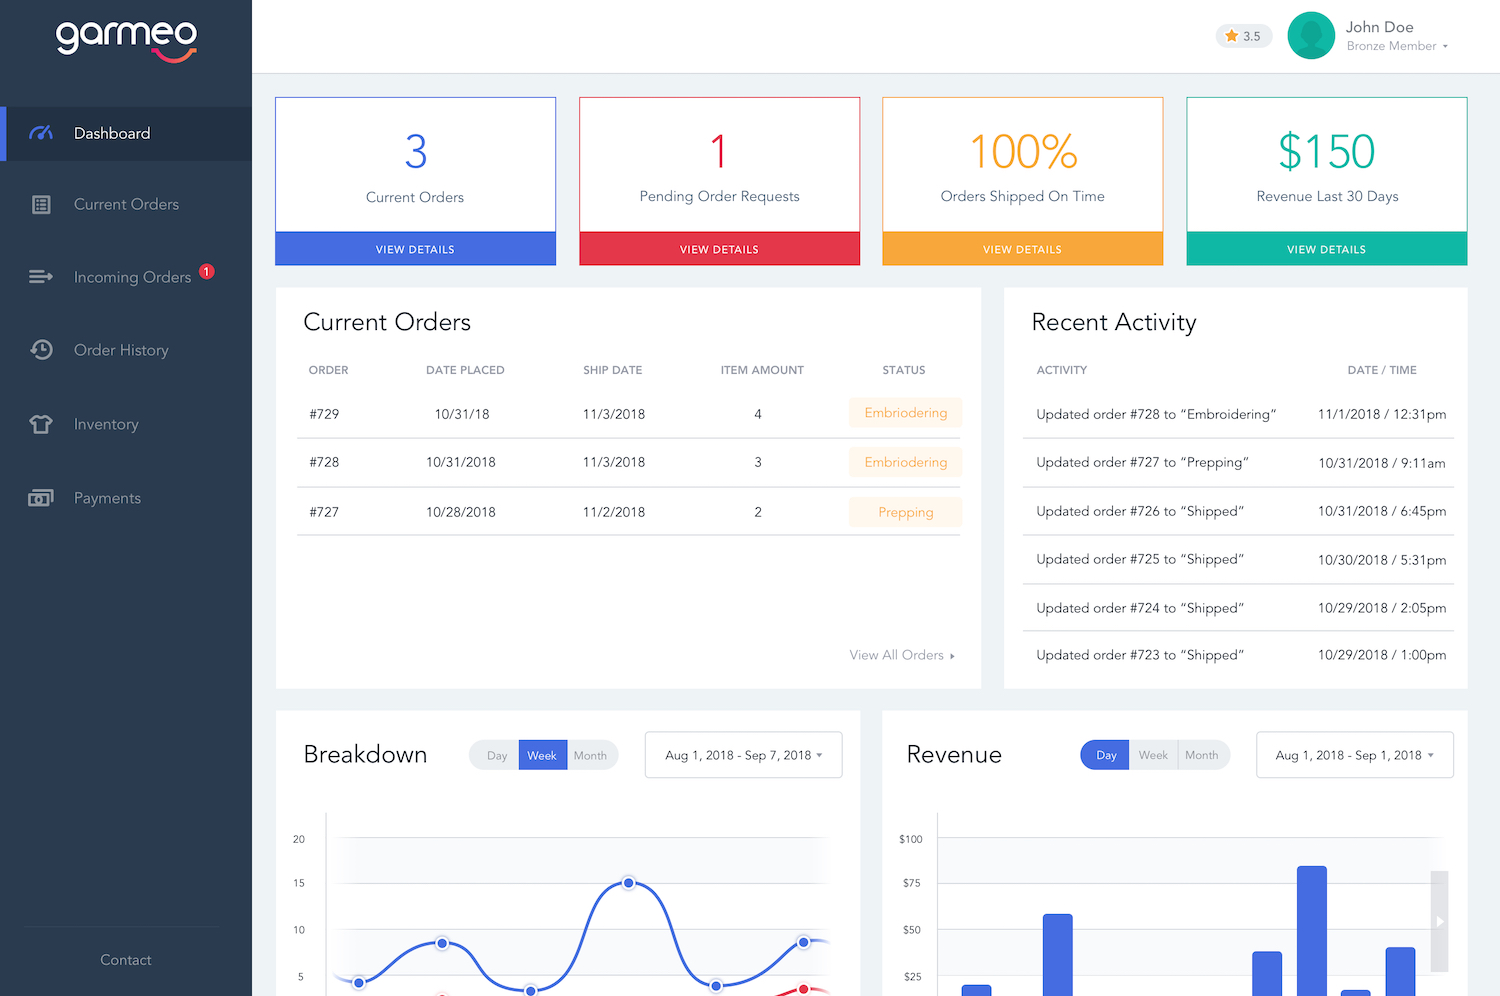 garmeo
3.5
John Doe
Bronze Member
Dashboard
Current Orders
Incoming Orders 1
Order History
Inventory
Payments
Contact
3
Current Orders
VIEW DETAILS
1
Pending Order Requests
VIEW DETAILS
100%
Orders Shipped On Time
VIEW DETAILS
$150
Revenue Last 30 Days
VIEW DETAILS
Current Orders
ORDER DATE PLACED SHIP DATE ITEM AMOUNT STATUS
#729 10/31/18 11/3/2018 4 Embriodering
#728 10/31/2018 11/3/2018 3 Embriodering
#727 10/28/2018 11/2/2018 2 Prepping
View All Orders
Recent Activity
ACTIVITY DATE / TIME
Updated order #728 to “Embroidering” 11/1/2018 / 12:31pm
Updated order #727 to “Prepping” 10/31/2018 / 9:11am
Updated order #726 to “Shipped” 10/31/2018 / 6:45pm
Updated order #725 to “Shipped” 10/30/2018 / 5:31pm
Updated order #724 to “Shipped” 10/29/2018 / 2:05pm
Updated order #723 to “Shipped” 10/29/2018 / 1:00pm
Breakdown Day Week Month Aug 1, 2018 - Sep 7, 2018
20
15
10
5
Revenue Day Week Month Aug 1, 2018 - Sep 1, 2018
$100
$75
$50
$25